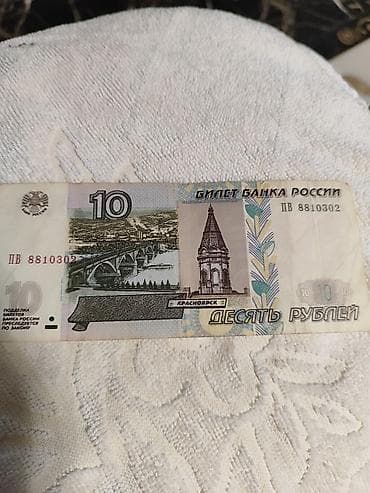 10
БИЛЕТ БАНКА РОССИИ
ПВ 8810302
ПВ 8810302
10
КРАСНОЯРСК
10
ПОДДЕЛКА
БИЛЕТОВ
БАНКА РОССИИ
ПРЕСЛЕДУЕТСЯ
ПО ЗАКОНУ
ДЕСЯТЬ РУБЛЕЙ